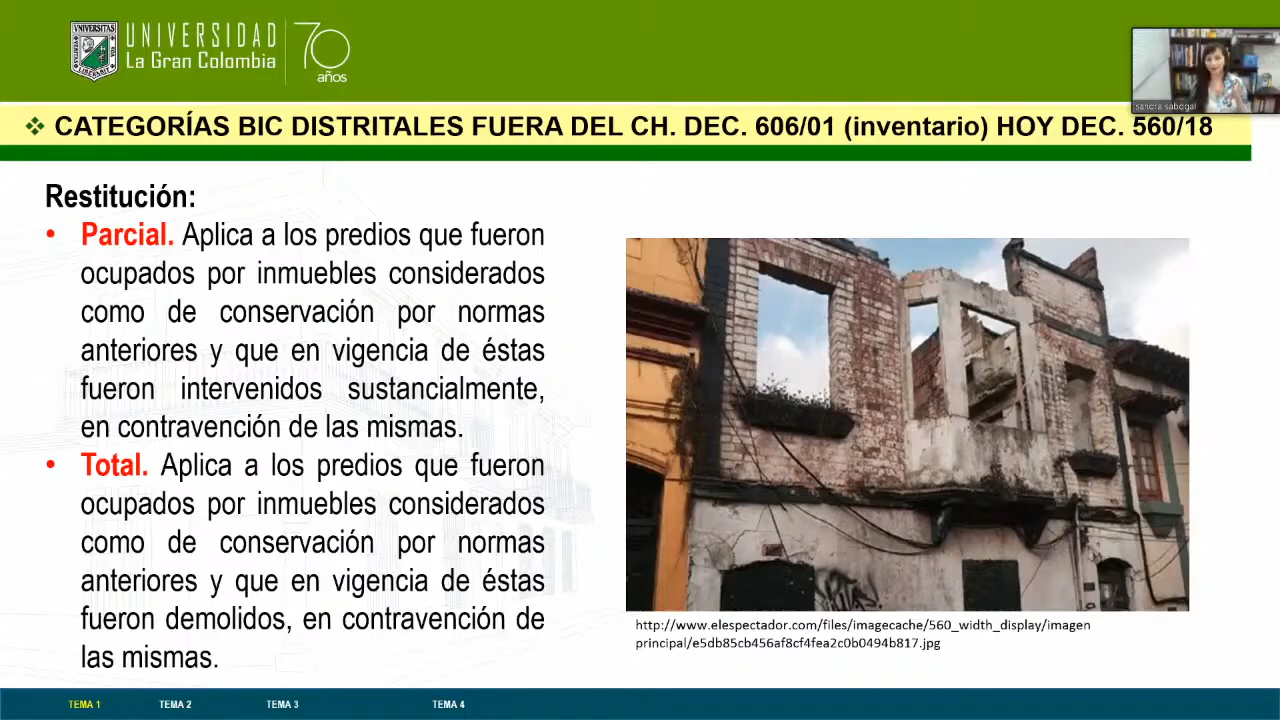 UNIVERSITAS
UNIVERSIDAD
La Gran Colombia
70
años
sandra sabogal
❖ CATEGORÍAS BIC DISTRITALES FUERA DEL CH. DEC. 606/01 (inventario) HOY DEC. 560/18
Restitución:
• Parcial. Aplica a los predios que fueron
ocupados por inmuebles considerados
como de conservación por normas
anteriores y que en vigencia de éstas
fueron intervenidos sustancialmente,
en contravención de las mismas.
• Total. Aplica a los predios que fueron
ocupados por inmuebles considerados
como de conservación por normas
anteriores y que en vigencia de éstas
fueron demolidos, en contravención de
las mismas.
http://www.elespectador.com/files/imagecache/560_width_display/imagen
principal/e5db85cb456af8cf4fea2c0b0494b817.jpg
TEMA 1
TEMA 2
TEMA 3
TEMA 4